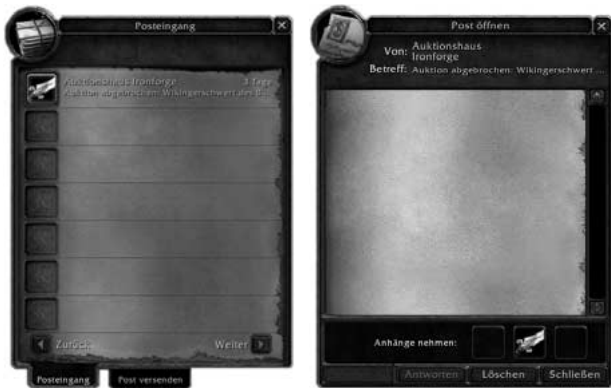 Posteingang
Auktionshaus Ironforge 3 Tage
Auktion abgebrochen: Wikingerschwert des B...
Zurück Weiter
Posteingang Post versenden
Post öffnen
Von: Auktionshaus
Ironforge
Betreff: Auktion abgebrochen: Wikingerschwert ...
Anhänge nehmen:
Antworten Löschen Schließen